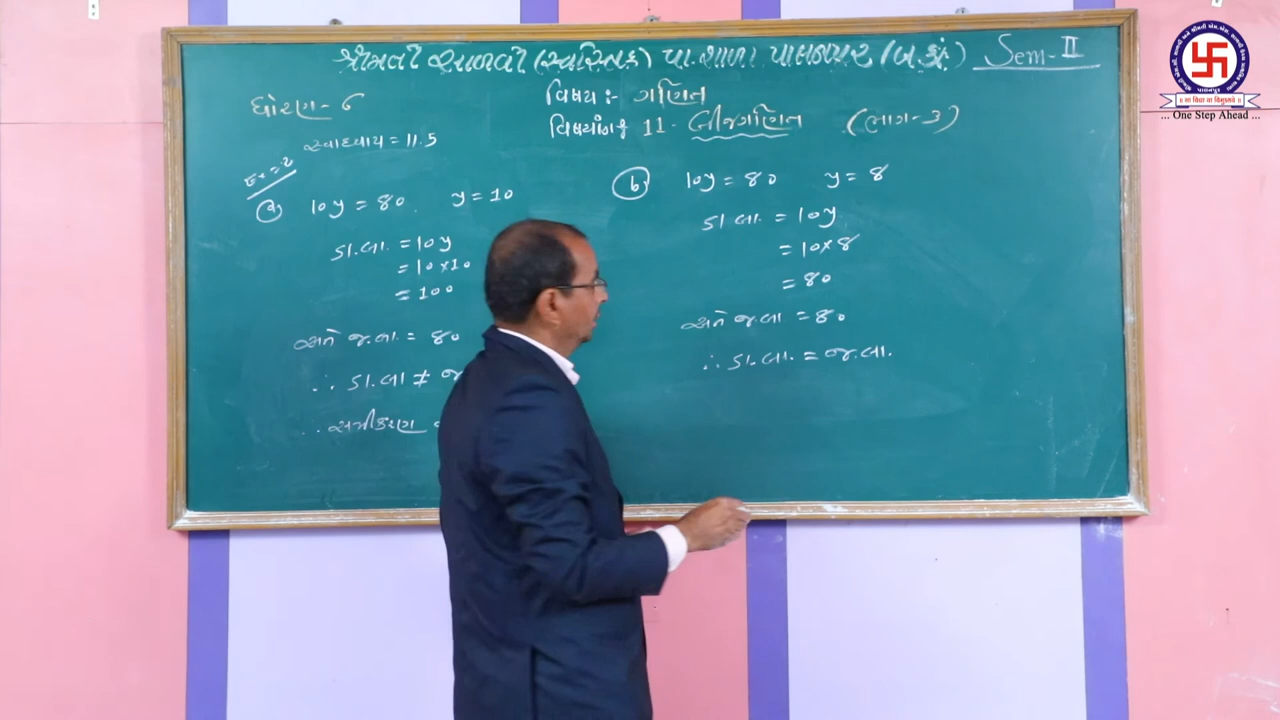 શ્રીમતી સાળવી (સ્વસ્તિક) પ્રા.શાળા પાલનપુર (બ.કાં) Sem-II
ધોરણ-6
વિષય :- ગણિત
વિષયાંગ : 11. બીજગણિત (ભાગ-3)
સ્વાધ્યાય = 11.5
(a) 10y = 80. y = 10
ડા.બા. = 10y
= 10×10
= 100
અને જ.બા. = 80
∴ ડા.બા ≠ જ
∴ સમીકરણ
(b) 10y = 80 y = 8
ડા.બા. = 10y
= 10×8
= 80
અને જ.બા = 80
∴ ડા.બા. = જ.બા.
પાલનપુર
॥ सा विद्या या विमुक्तये ॥
... One Step Ahead ...